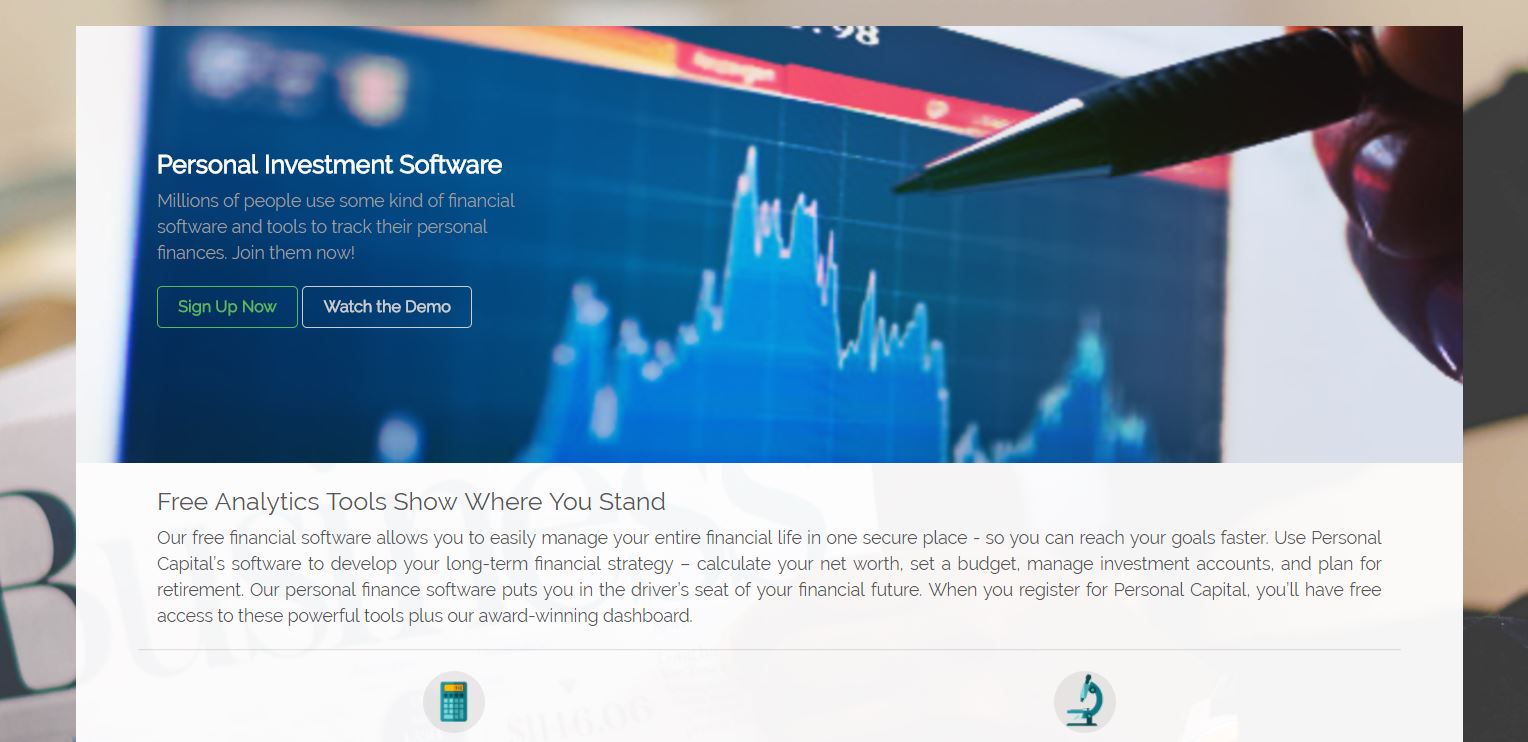 .98
Personal Investment Software
Millions of people use some kind of financial
software and tools to track their personal
finances. Join them now!
Sign Up Now
Watch the Demo
Free Analytics Tools Show Where You Stand
Our free financial software allows you to easily manage your entire financial life in one secure place - so you can reach your goals faster. Use Personal
Capital's software to develop your long-term financial strategy – calculate your net worth, set a budget, manage investment accounts, and plan for
retirement. Our personal finance software puts you in the driver's seat of your financial future. When you register for Personal Capital, you'll have free
access to these powerful tools plus our award-winning dashboard.
Business